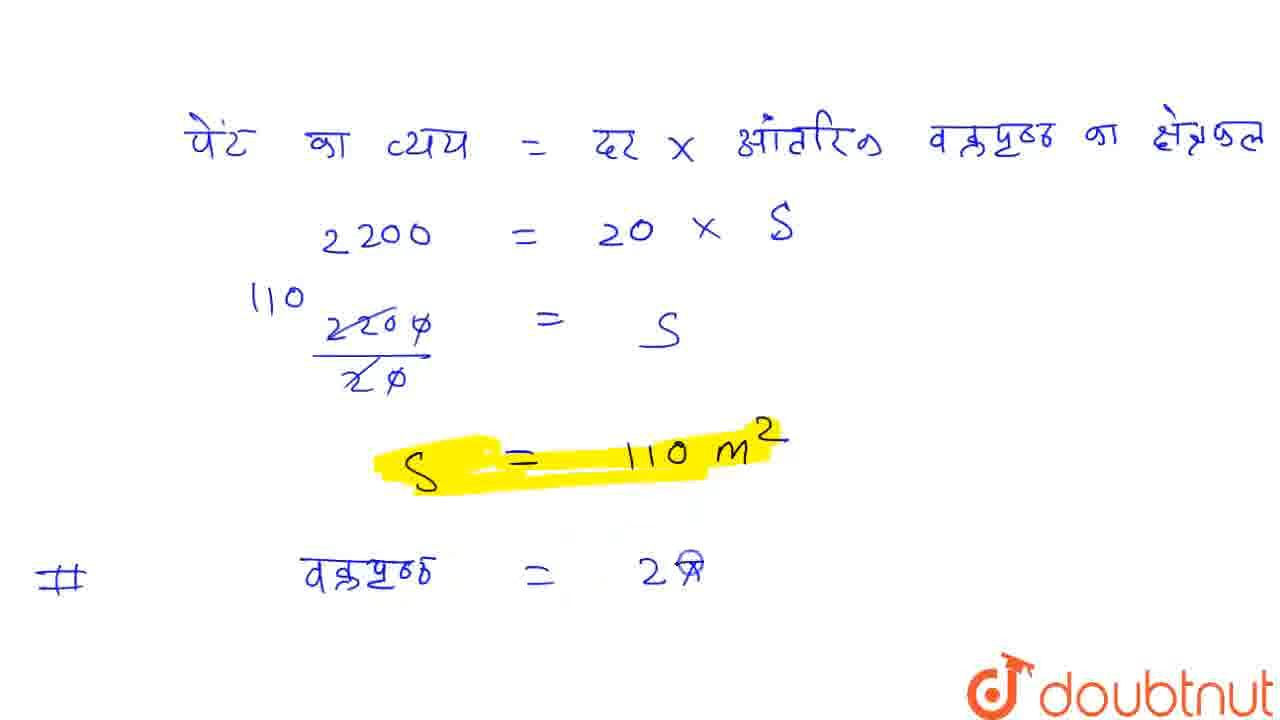 पेंट का व्यय = दर × आंतरिक वक्रपृष्ठ का क्षेत्रफल
2200 = 20 × S
110
2200 = S
20
S = 110 m²
# वक्रपृष्ठ = 2π
doubtnut